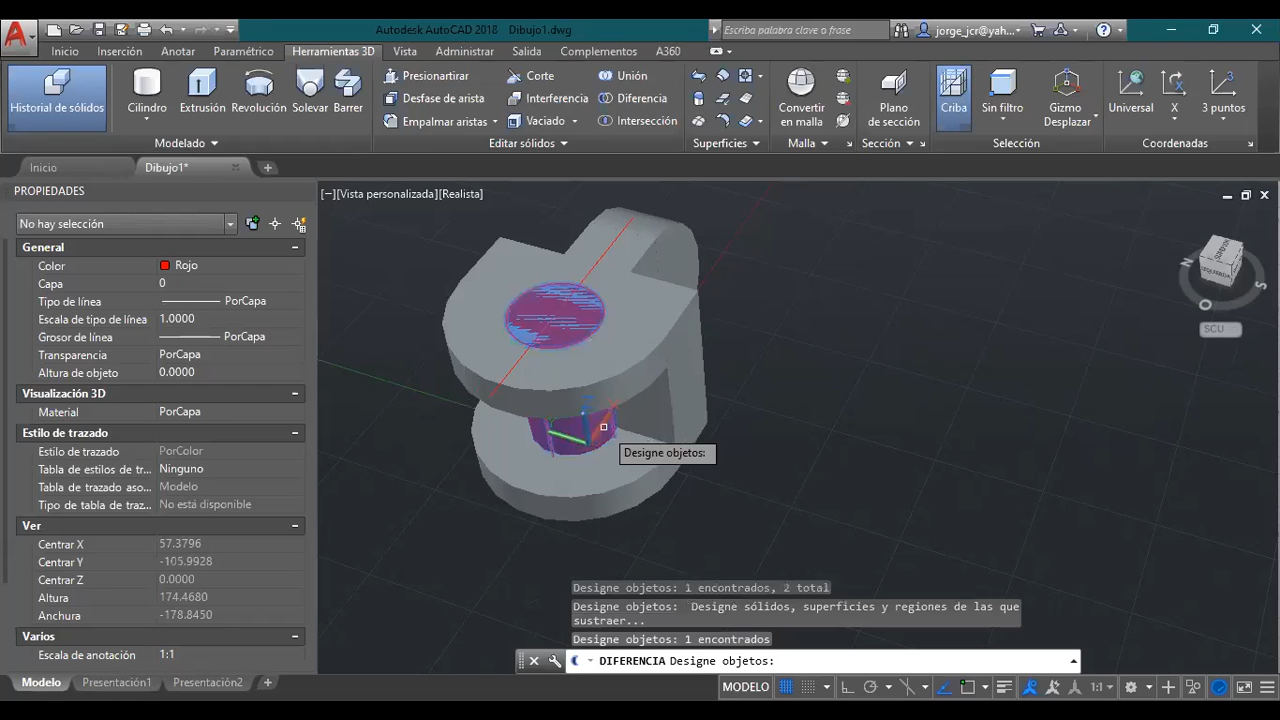 Autodesk AutoCAD 2018 Dibujo1.dwg
Escriba palabra clave o frase
jorge_jcr@yah...
Inicio Inserción Anotar Paramétrico Herramientas 3D Vista Administrar Salida Complementos A360
Historial de sólidos
Cilindro Extrusión Revolución Solevar Barrer
Presionartirar
Desfase de arista
Empalmar aristas
Corte
Interferencia
Vaciado
Unión
Diferencia
Intersección
Convertir
en malla
Plano
de sección
Criba
Sin filtro
Gizmo
Desplazar
Universal
X
3 puntos
Modelado Editar sólidos Superficies Malla Sección Selección Coordenadas
Inicio Dibujo1*
PROPIEDADES
No hay selección
General
Color Rojo
Capa 0
Tipo de línea PorCapa
Escala de tipo de línea 1.0000
Grosor de línea PorCapa
Transparencia PorCapa
Altura de objeto 0.0000
Visualización 3D
Material PorCapa
Estilo de trazado
Estilo de trazado PorColor
Tabla de estilos de tr... Ninguno
Tabla de trazado aso... Modelo
Tipo de tabla de traz... No está disponible
Ver
Centrar X 57.3796
Centrar Y -105.9928
Centrar Z 0.0000
Altura 174.4680
Anchura -178.8450
Varios
Escala de anotación 1:1
[−][Vista personalizada][Realista]
N
IZQUIERDA
S
O
SCU
Designe objetos:
Designe objetos: 1 encontrados, 2 total
Designe objetos: Designe sólidos, superficies y regiones de las que
sustraer...
Designe objetos: 1 encontrados
DIFERENCIA Designe objetos:
Modelo Presentación1 Presentación2
MODELO
1:1